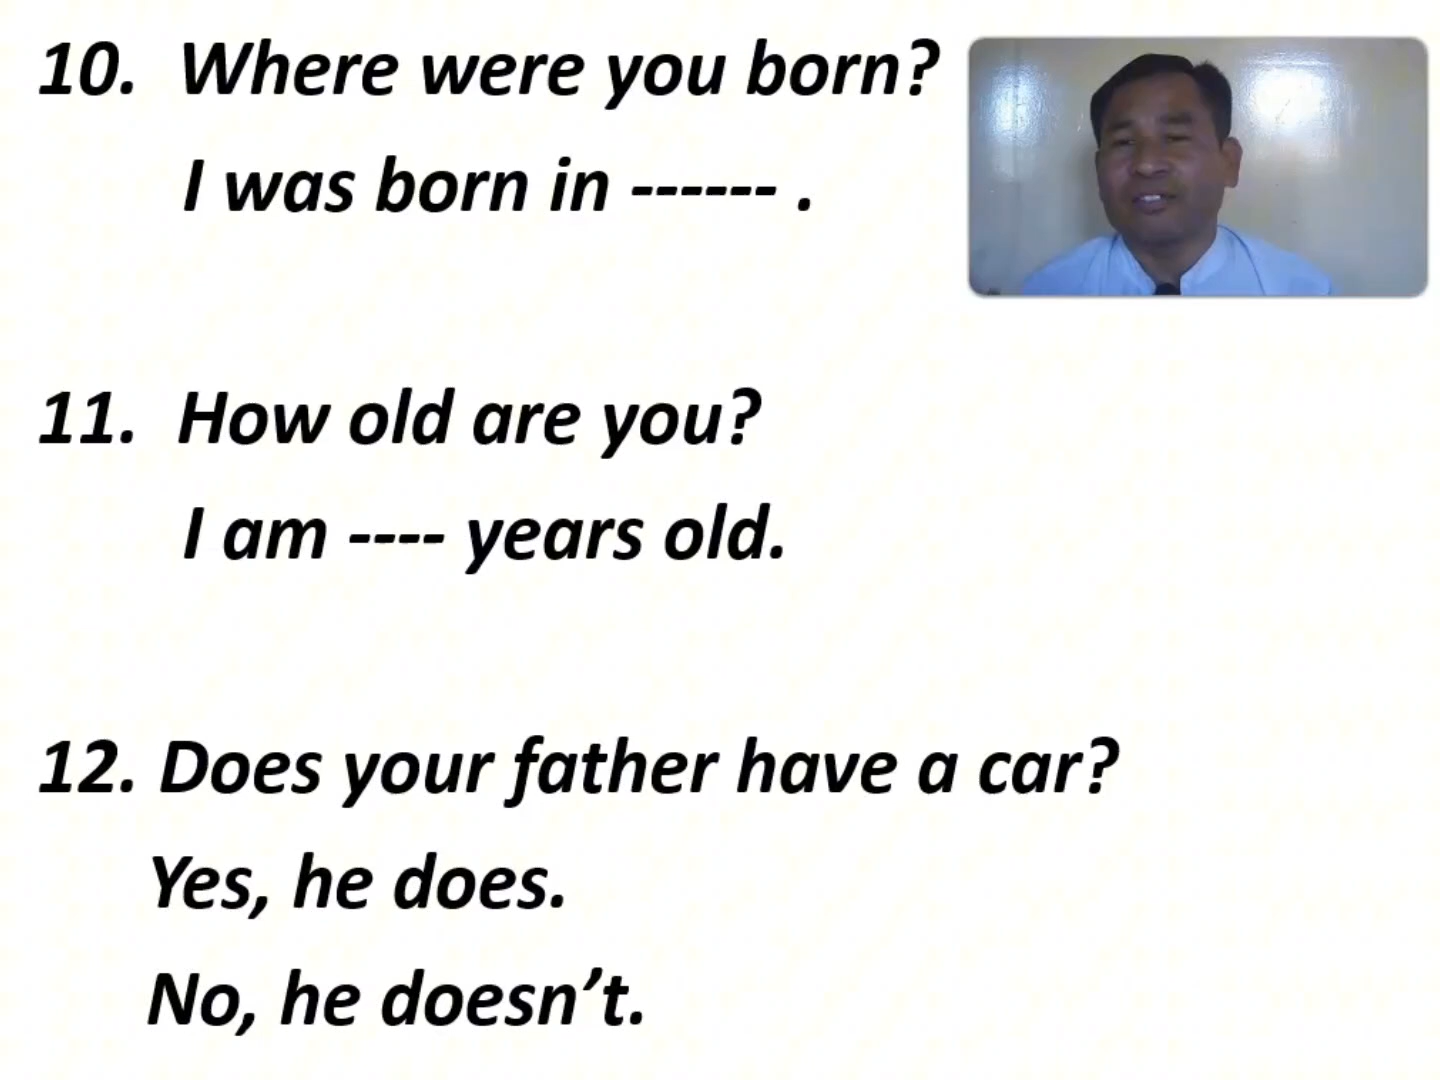 10. Where were you born?
I was born in ------ .
11. How old are you?
I am ---- years old.
12. Does your father have a car?
Yes, he does.
No, he doesn’t.